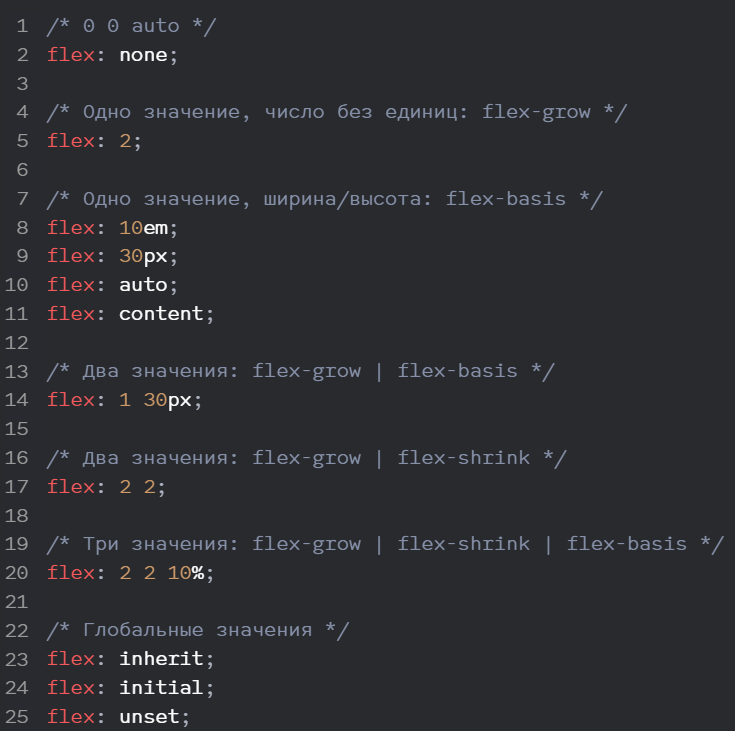 1 /* 0 0 auto */
2 flex: none;
3
4 /* Одно значение, число без единиц: flex-grow */
5 flex: 2;
6
7 /* Одно значение, ширина/высота: flex-basis */
8 flex: 10em;
9 flex: 30px;
10 flex: auto;
11 flex: content;
12
13 /* Два значения: flex-grow | flex-basis */
14 flex: 1 30px;
15
16 /* Два значения: flex-grow | flex-shrink */
17 flex: 2 2;
18
19 /* Три значения: flex-grow | flex-shrink | flex-basis */
20 flex: 2 2 10%;
21
22 /* Глобальные значения */
23 flex: inherit;
24 flex: initial;
25 flex: unset;